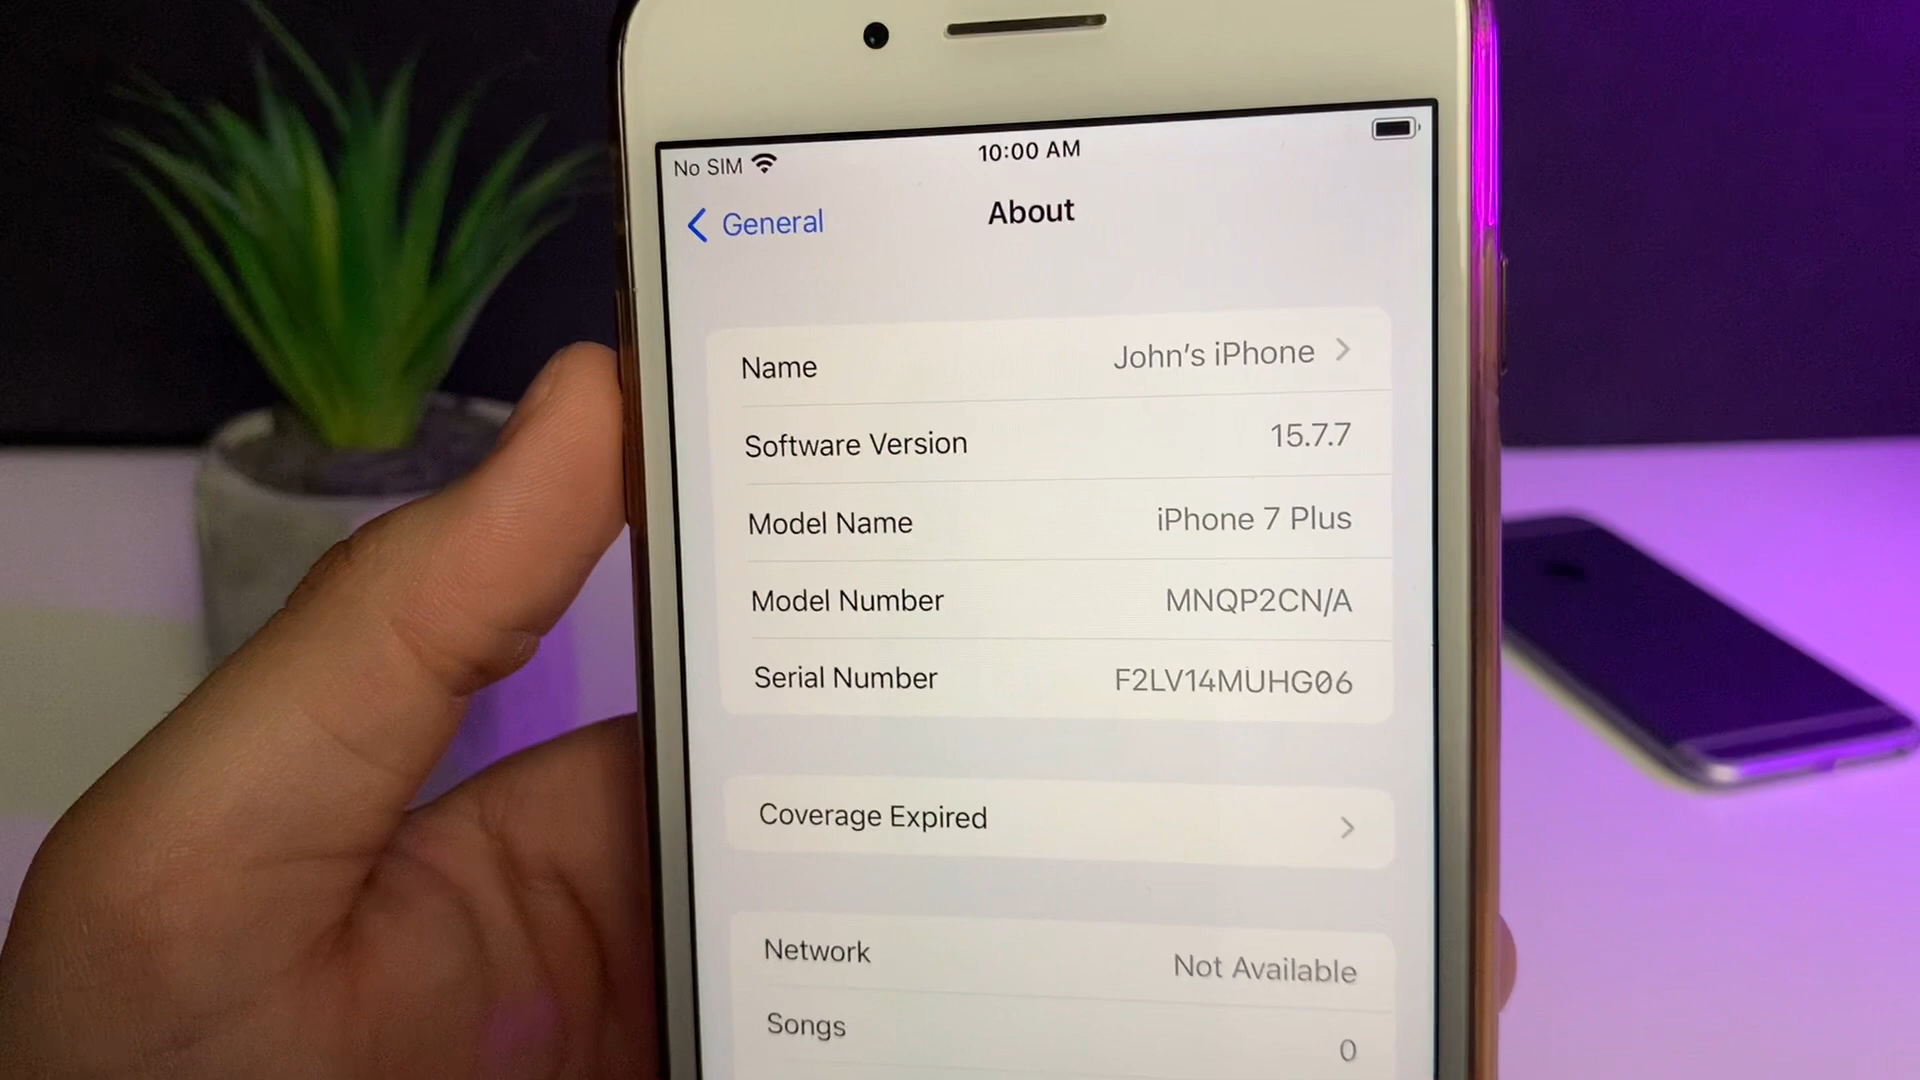 No SIM 10:00 AM
General About
Name John’s iPhone
Software Version 15.7.7
Model Name iPhone 7 Plus
Model Number MNQP2CN/A
Serial Number F2LV14MUHG06
Coverage Expired
Network Not Available
Songs 0